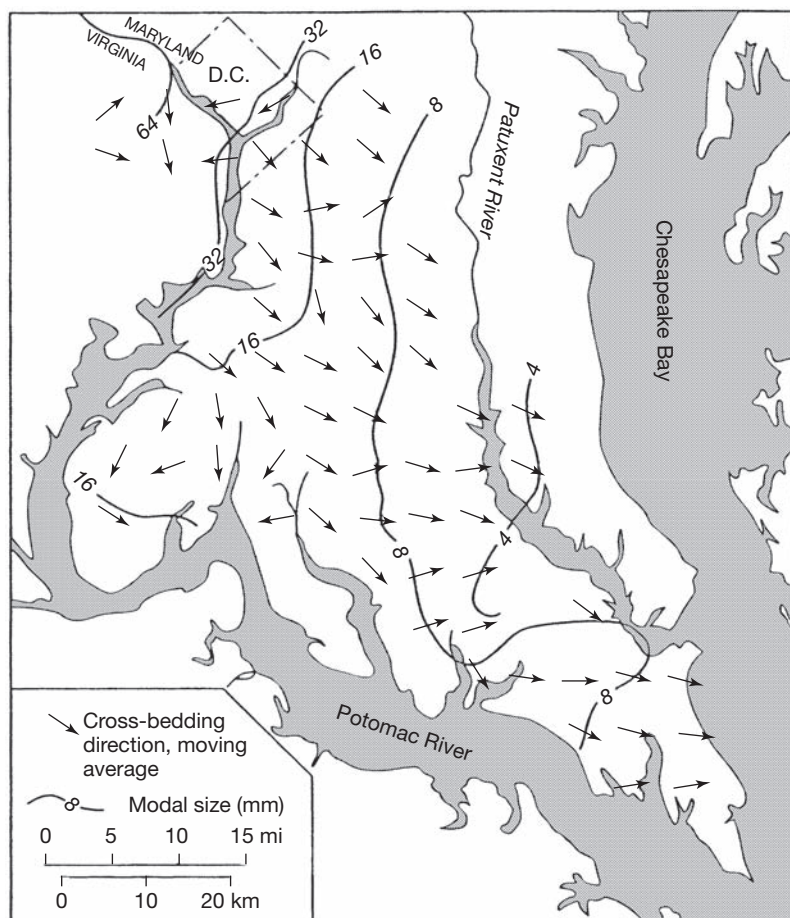 MARYLAND
VIRGINIA
D.C.
32
16
8
64
Patuxent River
Chesapeake Bay
32
16
4
16
8
4
8
Potomac River
Cross-bedding
direction, moving
average
8
Modal size (mm)
0 5 10 15 mi
0 10 20 km